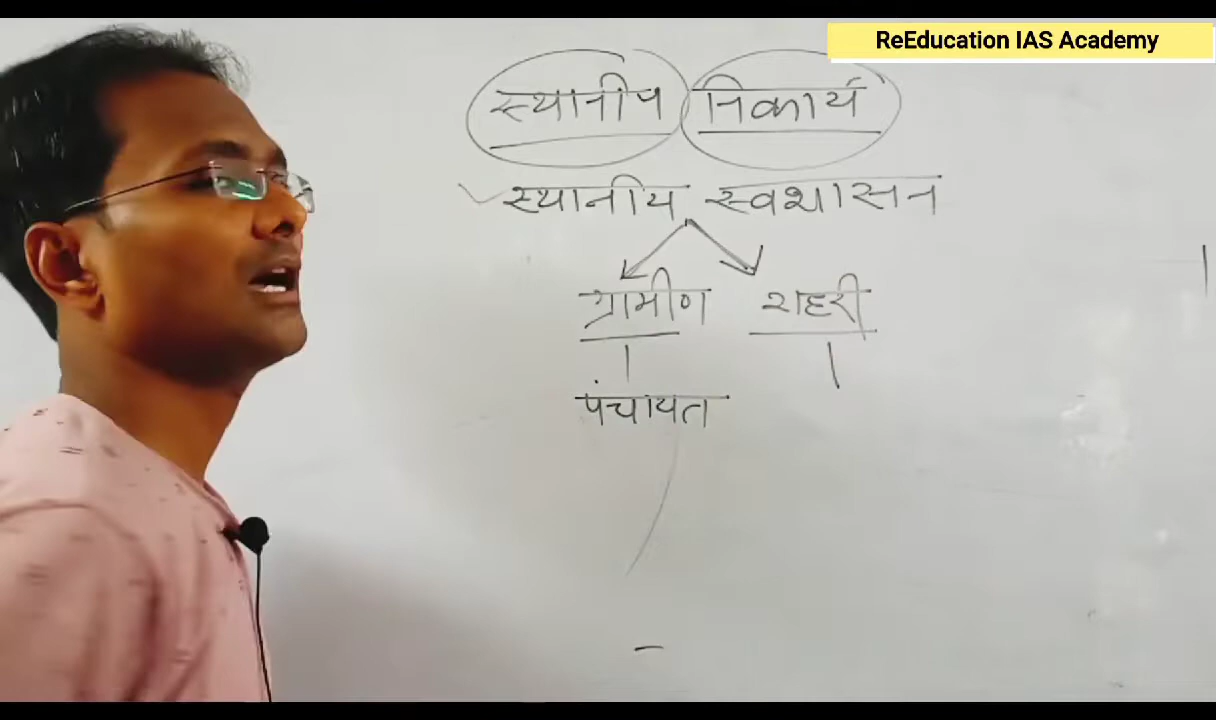 ReEducation IAS Academy
स्थानीय निकाय
स्थानीय स्वशासन
ग्रामीण शहरी
पंचायत